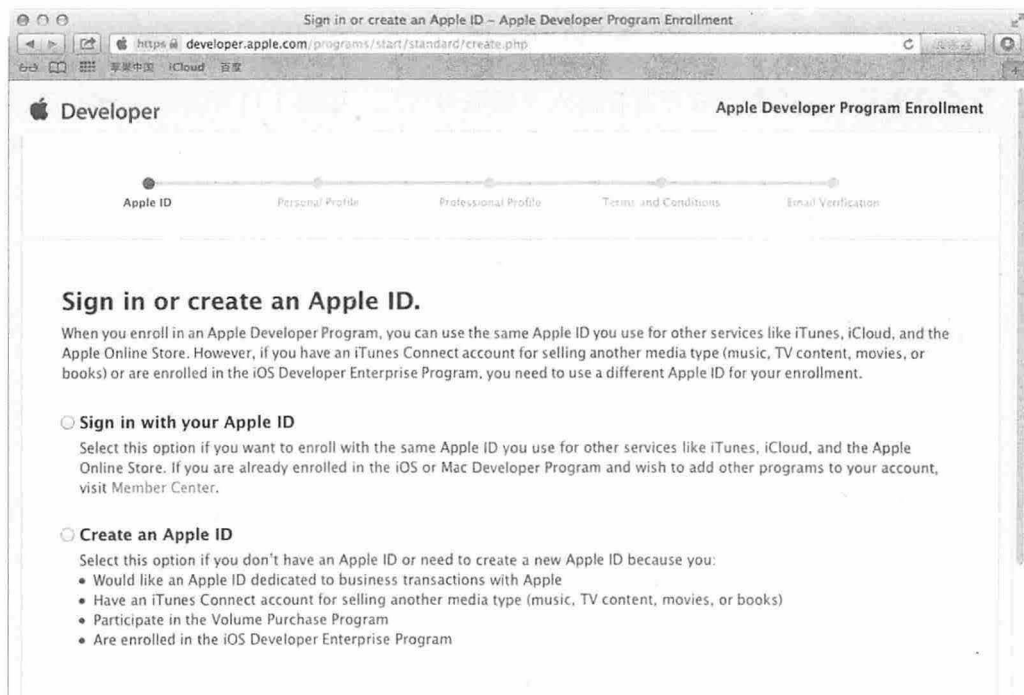 Sign in or create an Apple ID – Apple Developer Program Enrollment
https developer.apple.com/programs/start/standard/create.php
苹果中国 iCloud 百度
Developer
Apple Developer Program Enrollment
Apple ID Personal Profile Professional Profile Terms and Conditions Email Verification
Sign in or create an Apple ID.
When you enroll in an Apple Developer Program, you can use the same Apple ID you use for other services like iTunes, iCloud, and the
Apple Online Store. However, if you have an iTunes Connect account for selling another media type (music, TV content, movies, or
books) or are enrolled in the iOS Developer Enterprise Program, you need to use a different Apple ID for your enrollment.
Sign in with your Apple ID
Select this option if you want to enroll with the same Apple ID you use for other services like iTunes, iCloud, and the Apple
Online Store. If you are already enrolled in the iOS or Mac Developer Program and wish to add other programs to your account,
visit Member Center.
Create an Apple ID
Select this option if you don't have an Apple ID or need to create a new Apple ID because you:
• Would like an Apple ID dedicated to business transactions with Apple
• Have an iTunes Connect account for selling another media type (music, TV content, movies, or books)
• Participate in the Volume Purchase Program
• Are enrolled in the iOS Developer Enterprise Program